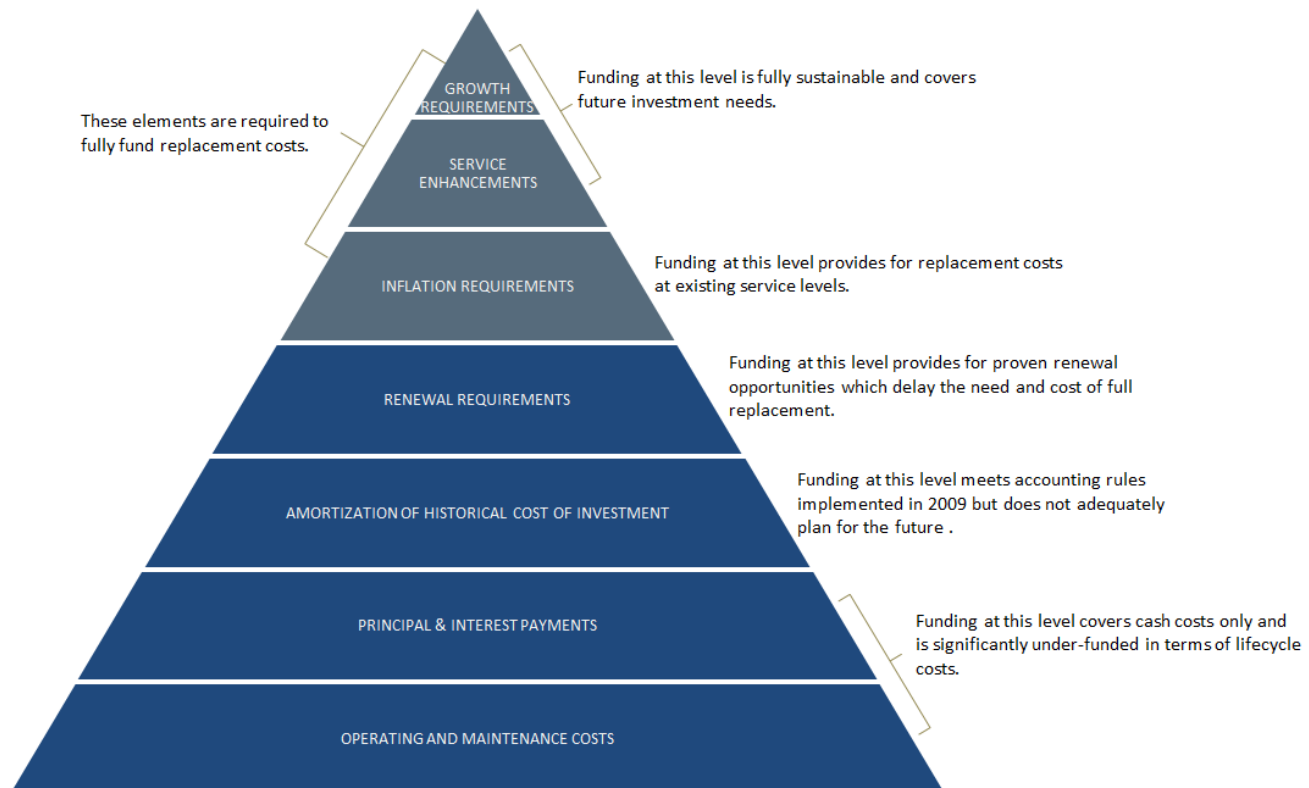 GROWTH
REQUIREMENTS
Funding at this level is fully sustainable and covers
future investment needs.
These elements are required to
fully fund replacement costs.
SERVICE
ENHANCEMENTS
INFLATION REQUIREMENTS
Funding at this level provides for replacement costs
at existing service levels.
RENEWAL REQUIREMENTS
Funding at this level provides for proven renewal
opportunities which delay the need and cost of full
replacement.
AMORTIZATION OF HISTORICAL COST OF INVESTMENT
Funding at this level meets accounting rules
implemented in 2009 but does not adequately
plan for the future .
PRINCIPAL & INTEREST PAYMENTS
Funding at this level covers cash costs only and
is significantly under-funded in terms of lifecycle
costs.
OPERATING AND MAINTENANCE COSTS